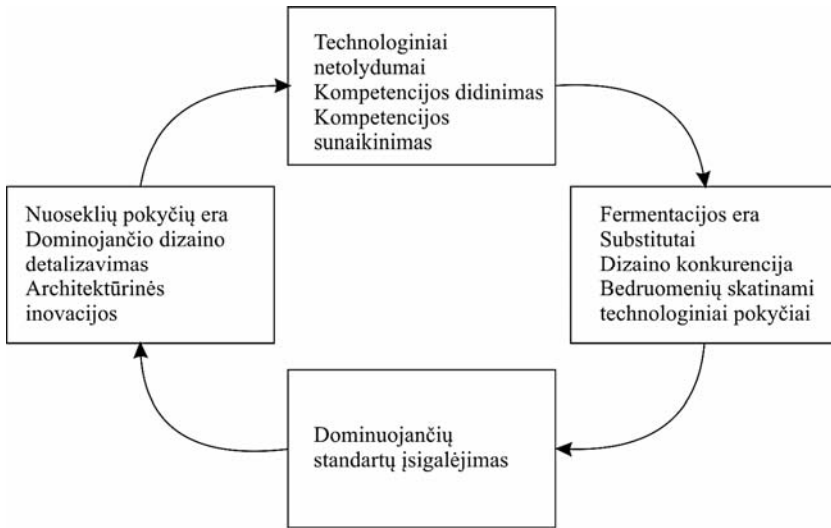 Technologiniai
netolydumai
Kompetencijos didinimas
Kompetencijos
sunaikinimas
Nuoseklių pokyčių era
Dominojančio dizaino
detalizavimas
Architektūrinės
inovacijos
Fermentacijos era
Substitutai
Dizaino konkurencija
Bedruomenių skatinami
technologiniai pokyčiai
Dominuojančių
standartų įsigalėjimas